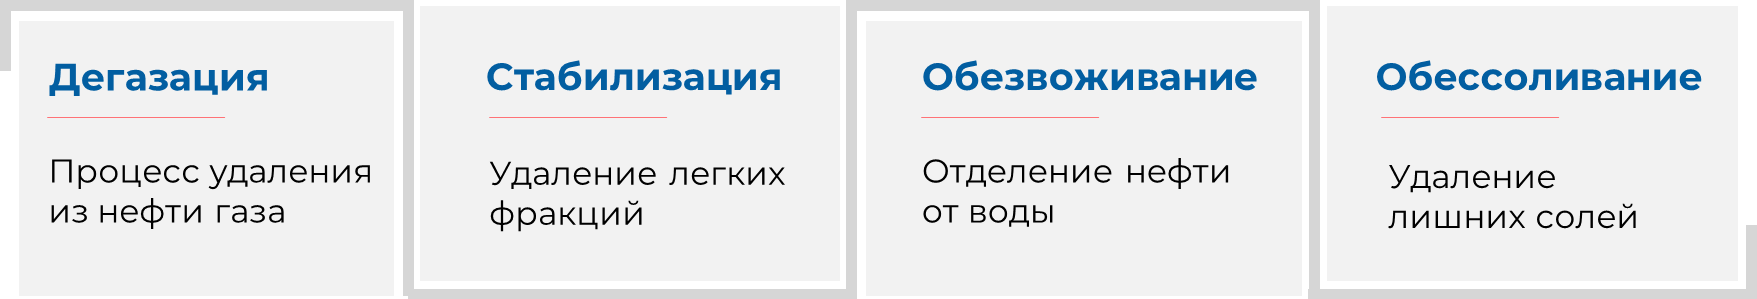 Дегазация
Процесс удаления
из нефти газа
Стабилизация
Удаление легких
фракций
Обезвоживание
Отделение нефти
от воды
Обессоливание
Удаление
лишних солей